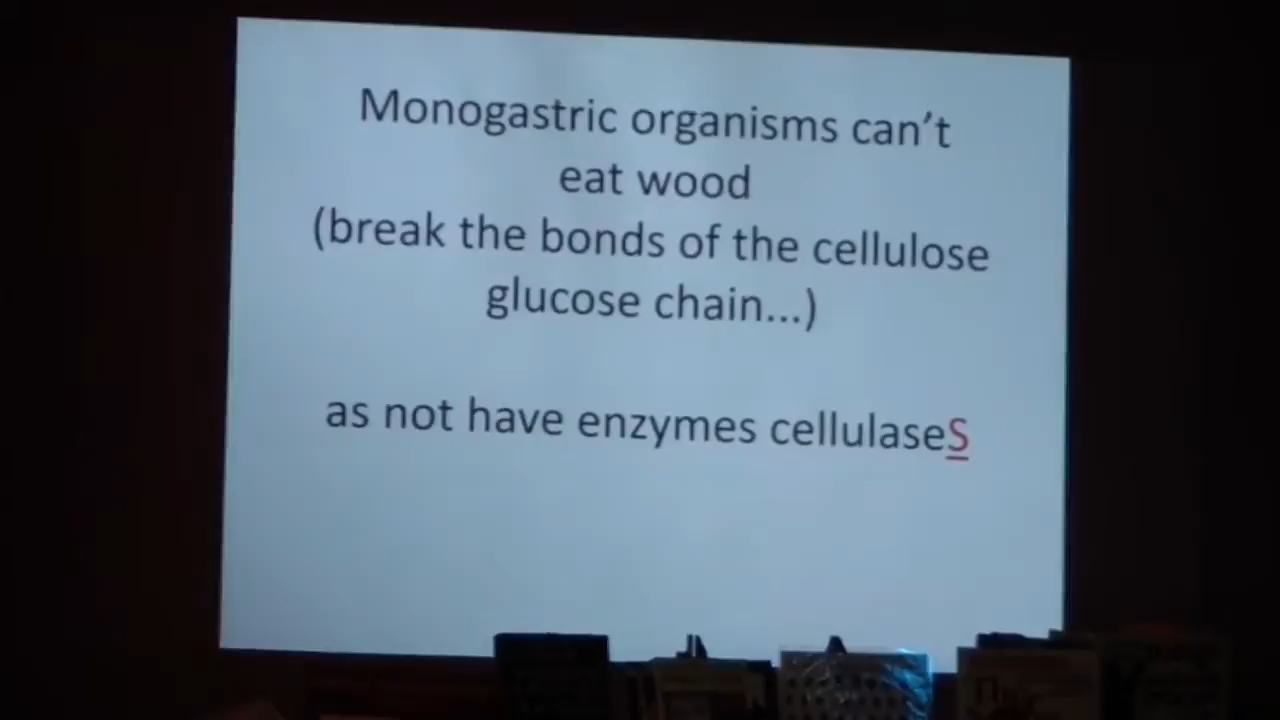 Monogastric organisms can't
eat wood
(break the bonds of the cellulose
glucose chain...)
as not have enzymes cellulaseS